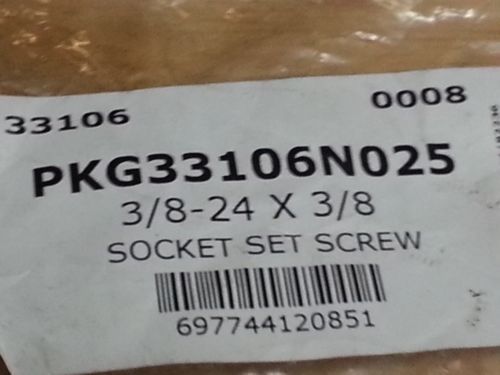 33106 0008
PKG33106N025
3/8-24 X 3/8
SOCKET SET SCREW
697744120851